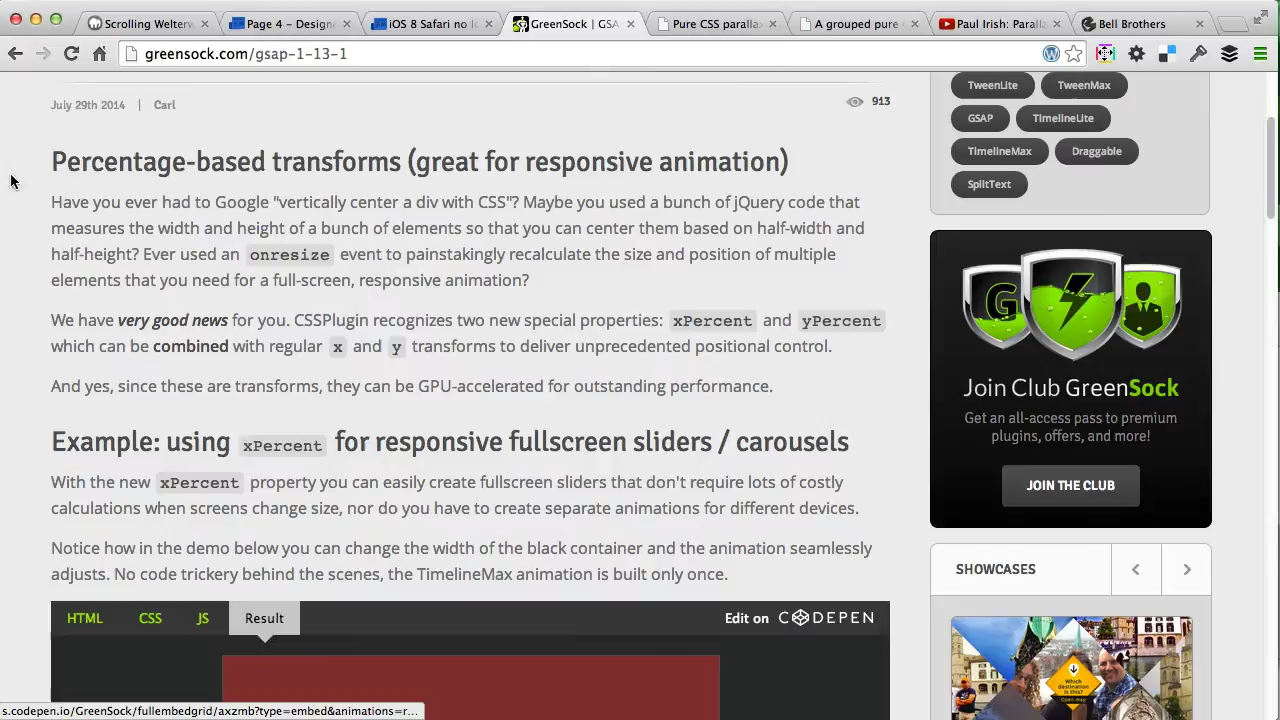 Scrolling Welterw
Page 4 – Designe
iOS 8 Safari no lo
GreenSock | GSA
Pure CSS paralla
A grouped pure C
Paul Irish: Paralla
Bell Brothers
greensock.com/gsap-1-13-1
July 29th 2014 | Carl
913
Percentage-based transforms (great for responsive animation)
Have you ever had to Google "vertically center a div with CSS"? Maybe you used a bunch of jQuery code that
measures the width and height of a bunch of elements so that you can center them based on half-width and
half-height? Ever used an onresize event to painstakingly recalculate the size and position of multiple
elements that you need for a full-screen, responsive animation?
We have very good news for you. CSSPlugin recognizes two new special properties: xPercent and yPercent
which can be combined with regular x and y transforms to deliver unprecedented positional control.
And yes, since these are transforms, they can be GPU-accelerated for outstanding performance.
Example: using xPercent for responsive fullscreen sliders / carousels
With the new xPercent property you can easily create fullscreen sliders that don't require lots of costly
calculations when screens change size, nor do you have to create separate animations for different devices.
Notice how in the demo below you can change the width of the black container and the animation seamlessly
adjusts. No code trickery behind the scenes, the TimelineMax animation is built only once.
HTML CSS JS Result
Edit on CODEPEN
TweenLite TweenMax
GSAP TimelineLite
TimelineMax Draggable
SplitText
G
Join Club GreenSock
Get an all-access pass to premium
plugins, offers, and more!
JOIN THE CLUB
SHOWCASES
Which
destination
is this?
Open map
s.codepen.io/GreenSock/fullembedgrid/axzmb?type=embed&animations=r...